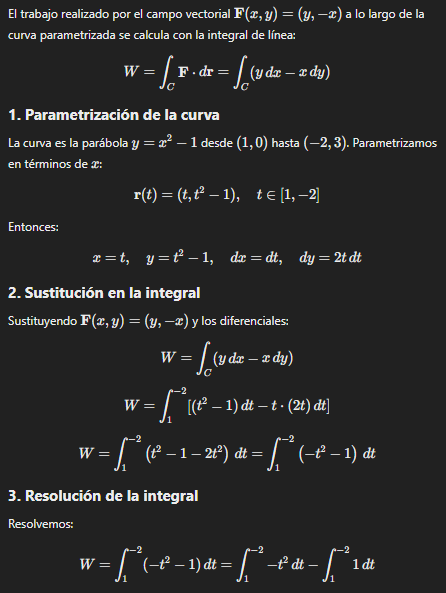 El trabajo realizado por el campo vectorial F(x, y) = (y, −x) a lo largo de la
curva parametrizada se calcula con la integral de línea:
W = ∫_C F · dr = ∫_C (y dx − x dy)
1. Parametrización de la curva
La curva es la parábola y = x² − 1 desde (1, 0) hasta (−2, 3). Parametrizamos
en términos de x:
r(t) = (t, t² − 1), t ∈ [1, −2]
Entonces:
x = t, y = t² − 1, dx = dt, dy = 2t dt
2. Sustitución en la integral
Sustituyendo F(x, y) = (y, −x) y los diferenciales:
W = ∫_C (y dx − x dy)
W = ∫_1^{−2} [(t² − 1) dt − t · (2t) dt]
W = ∫_1^{−2} (t² − 1 − 2t²) dt = ∫_1^{−2} (−t² − 1) dt
3. Resolución de la integral
Resolvemos:
W = ∫_1^{−2} (−t² − 1) dt = ∫_1^{−2} −t² dt − ∫_1^{−2} 1 dt